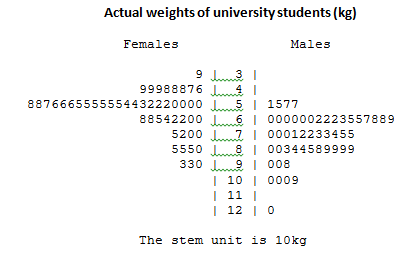 Actual weights of university students (kg)
Females Males
9 | 3 |
99988876 | 4 |
8876665555554432220000 | 5 | 1577
88542200 | 6 | 0000002223557889
5200 | 7 | 00012233455
5550 | 8 | 00344589999
330 | 9 | 008
| 10 | 0009
| 11 |
| 12 | 0
The stem unit is 10kg